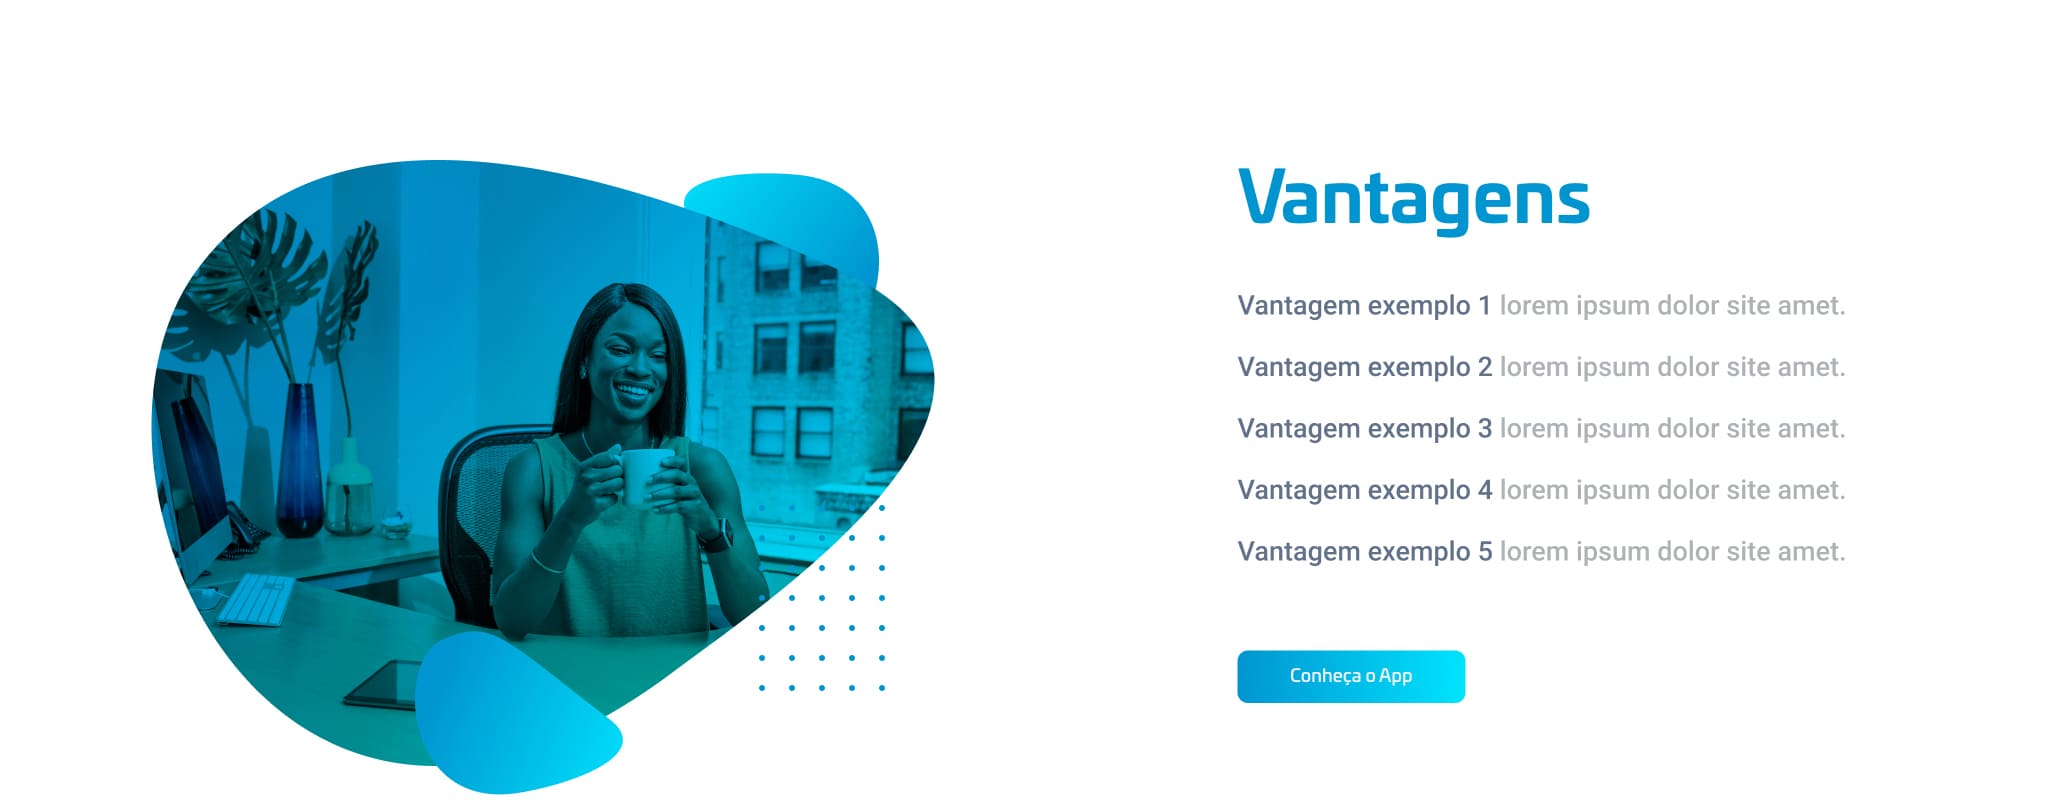 Vantagens
Vantagem exemplo 1 lorem ipsum dolor site amet.
Vantagem exemplo 2 lorem ipsum dolor site amet.
Vantagem exemplo 3 lorem ipsum dolor site amet.
Vantagem exemplo 4 lorem ipsum dolor site amet.
Vantagem exemplo 5 lorem ipsum dolor site amet.
Conheça o App